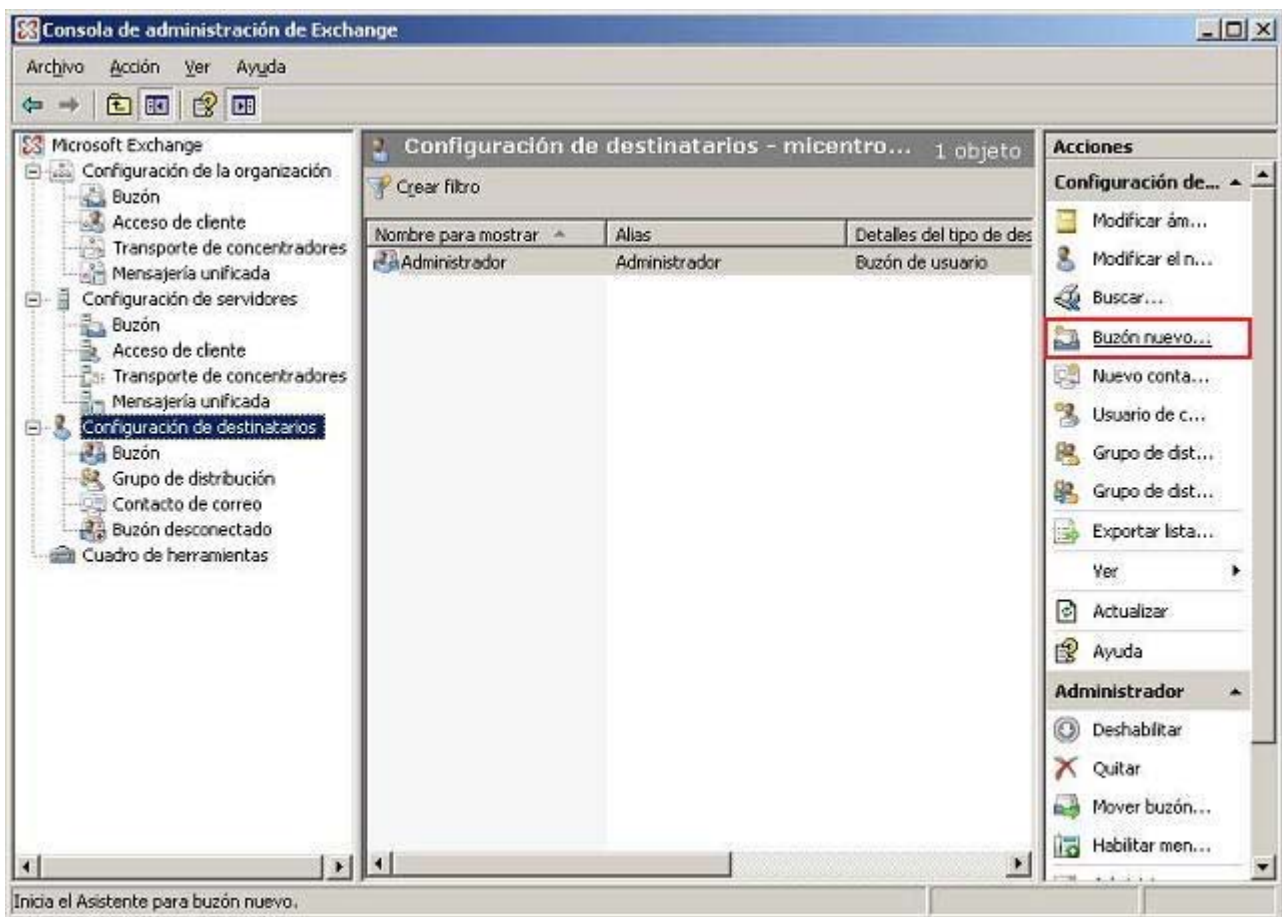 Consola de administración de Exchange
Archivo Acción Ver Ayuda
Microsoft Exchange
Configuración de la organización
Buzón
Acceso de cliente
Transporte de concentradores
Mensajería unificada
Configuración de servidores
Buzón
Acceso de cliente
Transporte de concentradores
Mensajería unificada
Configuración de destinatarios
Buzón
Grupo de distribución
Contacto de correo
Buzón desconectado
Cuadro de herramientas
Configuración de destinatarios - micentro... 1 objeto
Crear filtro
Nombre para mostrar Alias Detalles del tipo de des
Administrador Administrador Buzón de usuario
Acciones
Configuración de...
Modificar ám...
Modificar el n...
Buscar...
Buzón nuevo...
Nuevo conta...
Usuario de c...
Grupo de dist...
Grupo de dist...
Exportar lista...
Ver
Actualizar
Ayuda
Administrador
Deshabilitar
Quitar
Mover buzón...
Habilitar men...
Inicia el Asistente para buzón nuevo.